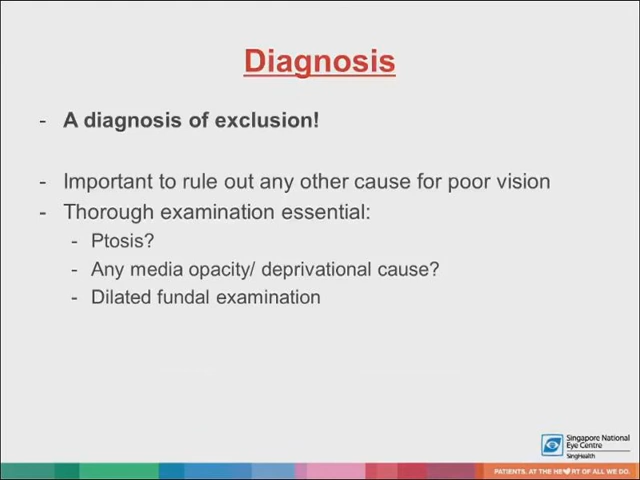 Diagnosis
- A diagnosis of exclusion!
- Important to rule out any other cause for poor vision
- Thorough examination essential:
- Ptosis?
- Any media opacity/ deprivational cause?
- Dilated fundal examination
Singapore National
Eye Centre
SingHealth
PATIENTS. AT THE HE♥RT OF ALL WE DO.